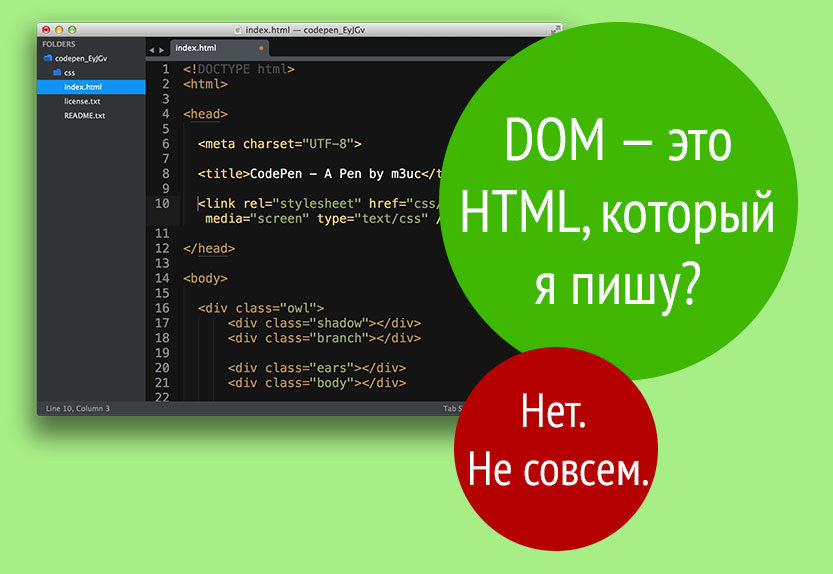 index.html — codepen_EyJGv
FOLDERS
codepen_EyJGv
css
index.html
license.txt
README.txt
index.html
1 <!DOCTYPE html>
2 <html>
3
4 <head>
5
6 <meta charset="UTF-8">
7
8 <title>CodePen - A Pen by m3uc</t
9
10 <link rel="stylesheet" href="css/
media="screen" type="text/css" /
11
12 </head>
13
14 <body>
15
16 <div class="owl">
17 <div class="shadow"></div>
18 <div class="branch"></div>
19
20 <div class="ears"></div>
21 <div class="body"></div>
22
Line 10, Column 3
Tab S
DOM — это
HTML, который
я пишу?
Нет.
Не совсем.